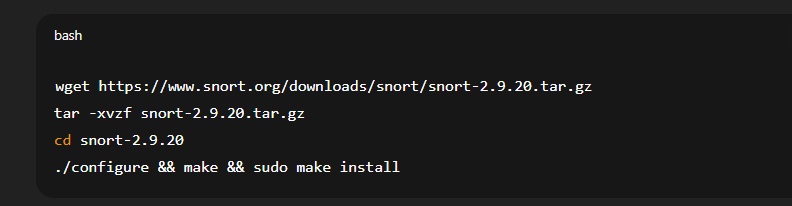 bash
wget https://www.snort.org/downloads/snort/snort-2.9.20.tar.gz
tar -xvzf snort-2.9.20.tar.gz
cd snort-2.9.20
./configure && make && sudo make install